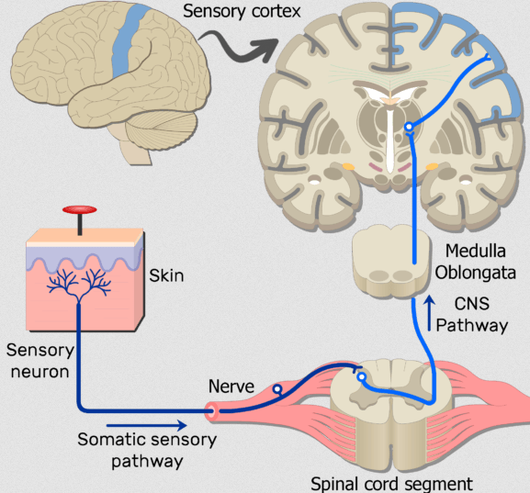 Sensory cortex
Skin
Medulla
Oblongata
CNS
Pathway
Sensory
neuron
Nerve
Somatic sensory
pathway
Spinal cord segment